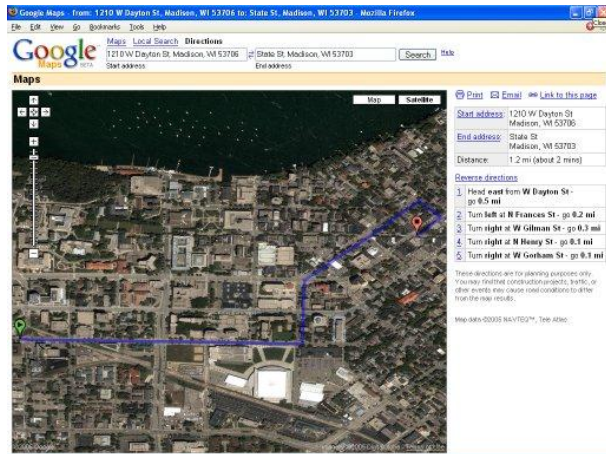 Google Maps - from: 1210 W Dayton St, Madison, WI 53706 to: State St, Madison, WI 53703 - Mozilla Firefox
File Edit View Go Bookmarks Tools Help
Google Maps BETA
Maps Local Search Directions
1210 W Dayton St, Madison, WI 53706 State St, Madison, WI 53703 Search Help
Start address End address
Maps
Map Satellite
Print Email Link to this page
Start address: 1210 W Dayton St
Madison, WI 53706
End address: State St
Madison, WI 53703
Distance: 1.2 mi (about 2 mins)
Reverse directions
1. Head east from W Dayton St -
go 0.5 mi
2. Turn left at N Frances St - go 0.2 mi
3. Turn right at W Gilman St - go 0.3 mi
4. Turn right at N Henry St - go 0.1 mi
5. Turn right at W Gorham St - go 0.1 mi
These directions are for planning purposes only.
You may find that construction projects, traffic, or
other events may cause road conditions to differ
from the map results.
Map data ©2005 NAVTEQ™, Tele Atlas